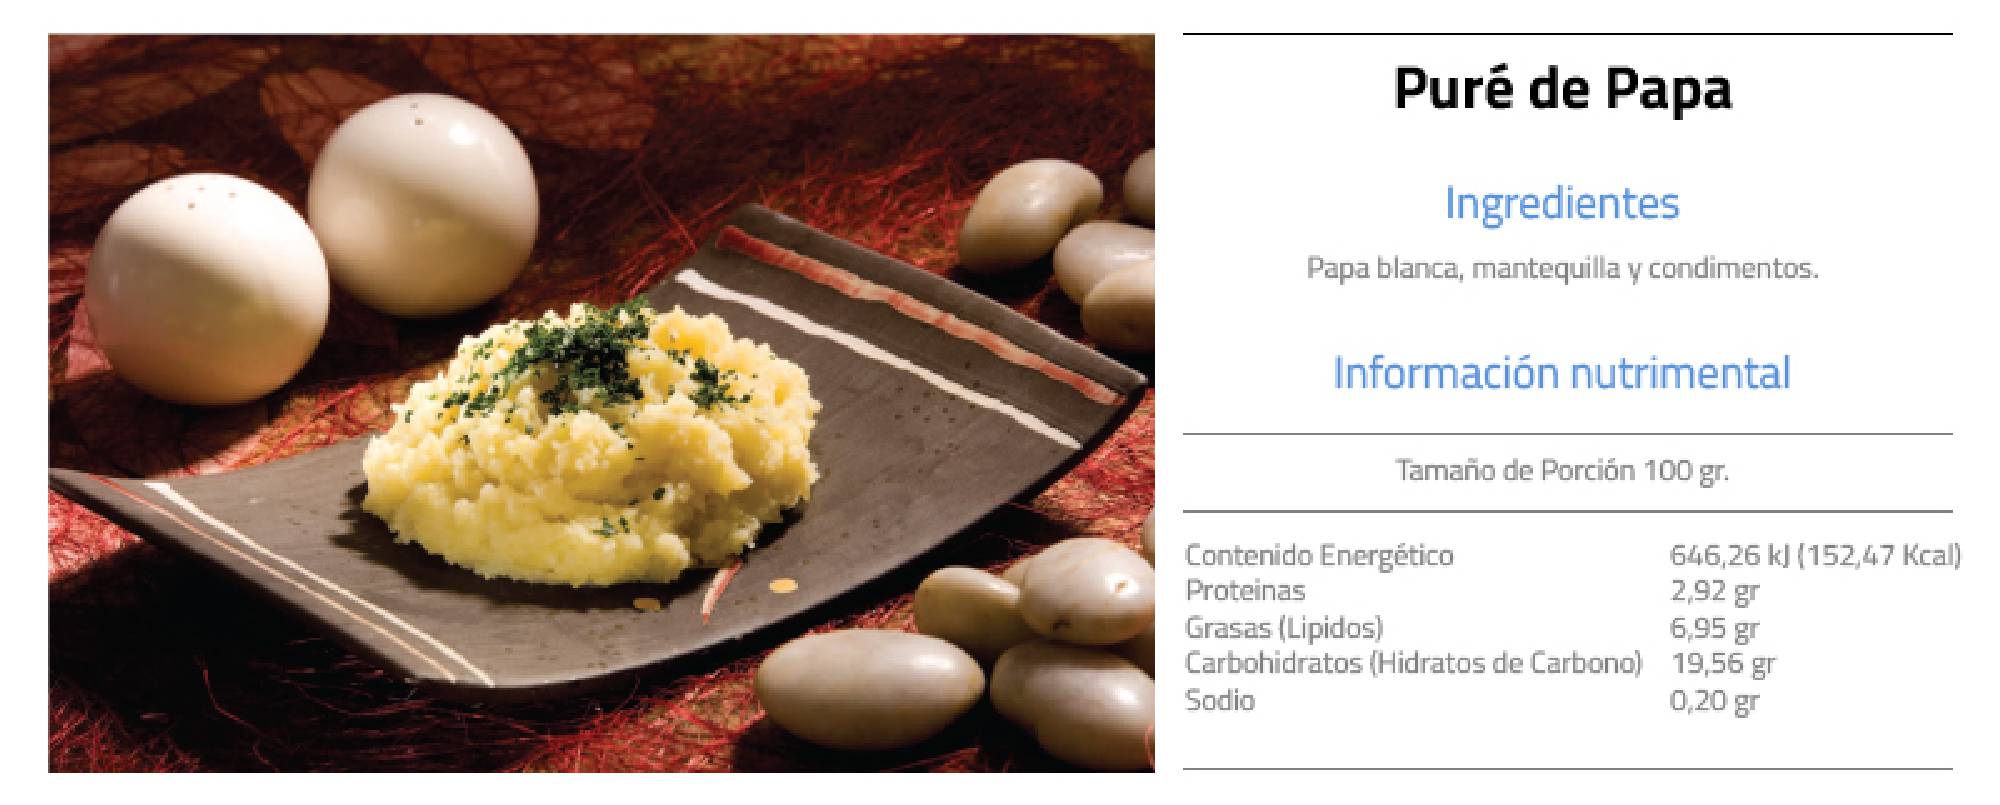 Puré de Papa
Ingredientes
Papa blanca, mantequilla y condimentos.
Información nutrimental
Tamaño de Porción 100 gr.
Contenido Energético 646,26 kJ (152,47 Kcal)
Proteinas 2,92 gr
Grasas (Lipidos) 6,95 gr
Carbohidratos (Hidratos de Carbono) 19,56 gr
Sodio 0,20 gr